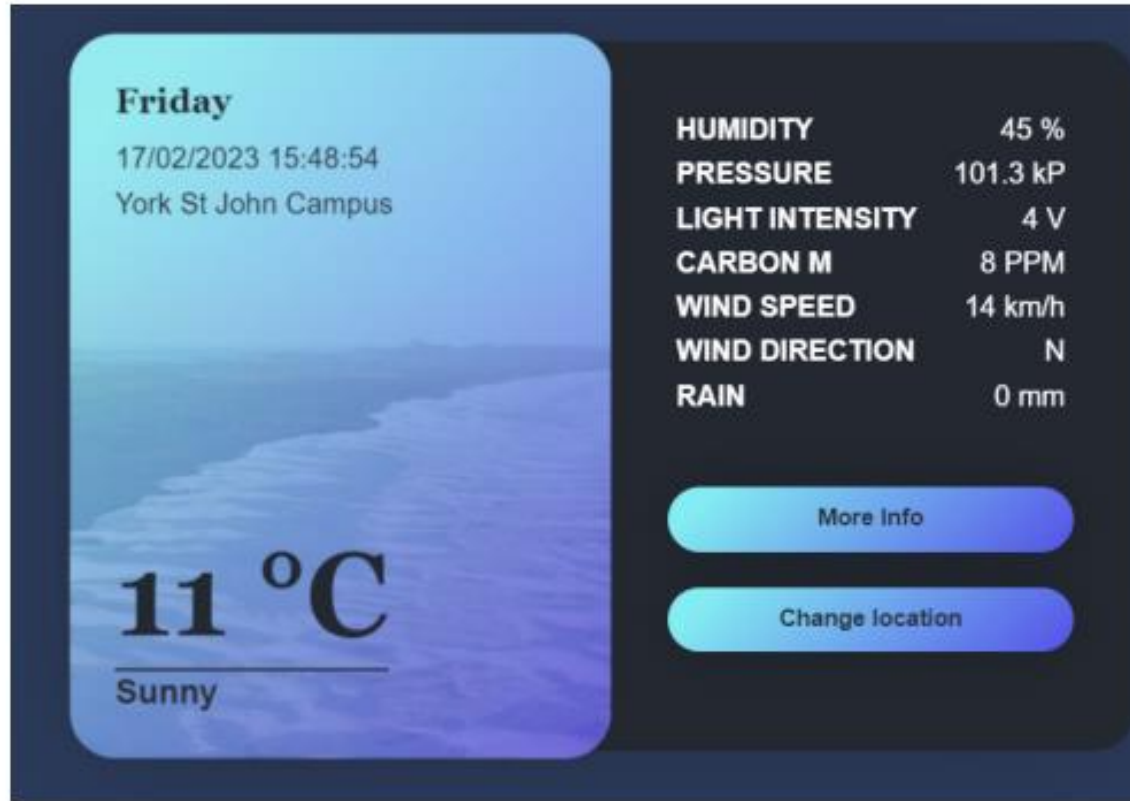 Friday
17/02/2023 15:48:54
York St John Campus
11 °C
Sunny
HUMIDITY 45 %
PRESSURE 101.3 kP
LIGHT INTENSITY 4 V
CARBON M 8 PPM
WIND SPEED 14 km/h
WIND DIRECTION N
RAIN 0 mm
More Info
Change location